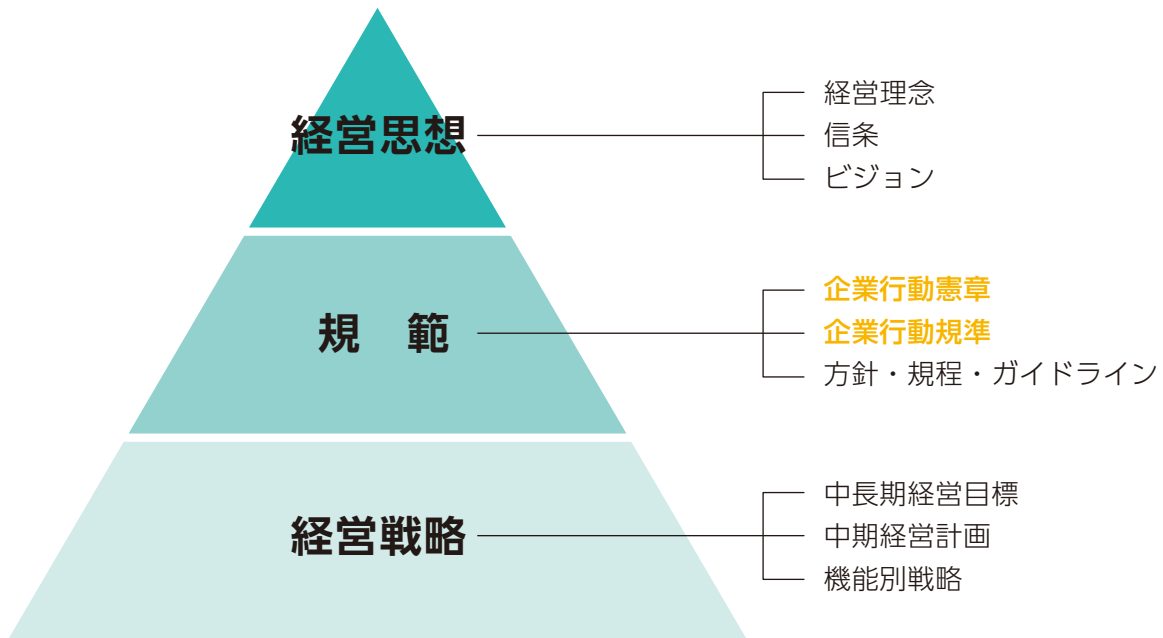 経営思想
経営理念
信条
ビジョン
規　範
企業行動憲章
企業行動規準
方針・規程・ガイドライン
経営戦略
中長期経営目標
中期経営計画
機能別戦略